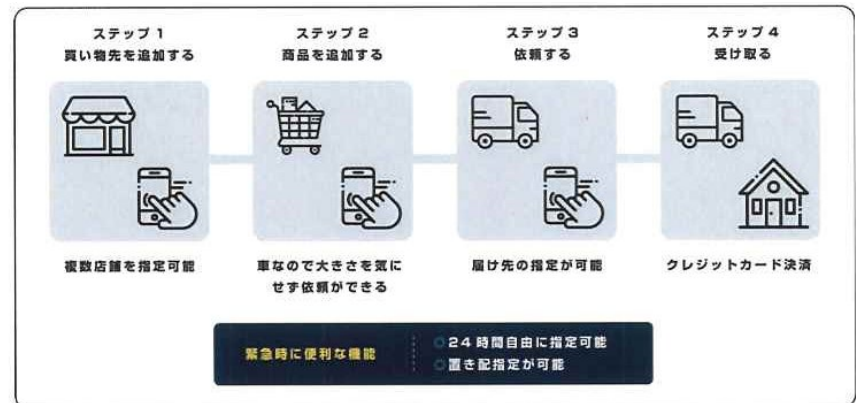 ステップ 1
買い物先を追加する
複数店舗を指定可能
ステップ 2
商品を追加する
車なので大きさを気に
せず依頼ができる
ステップ 3
依頼する
届け先の指定が可能
ステップ 4
受け取る
クレジットカード決済
緊急時に便利な機能
24 時間自由に指定可能
置き配指定が可能